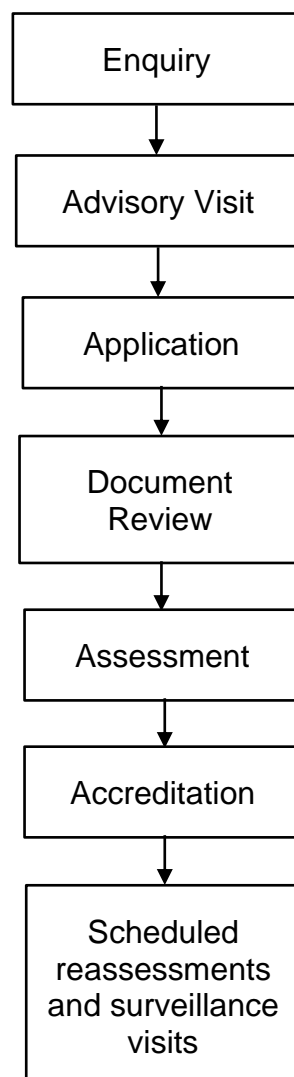 Enquiry
Advisory Visit
Application
Document
Review
Assessment
Accreditation
Scheduled
reassessments
and surveillance
visits